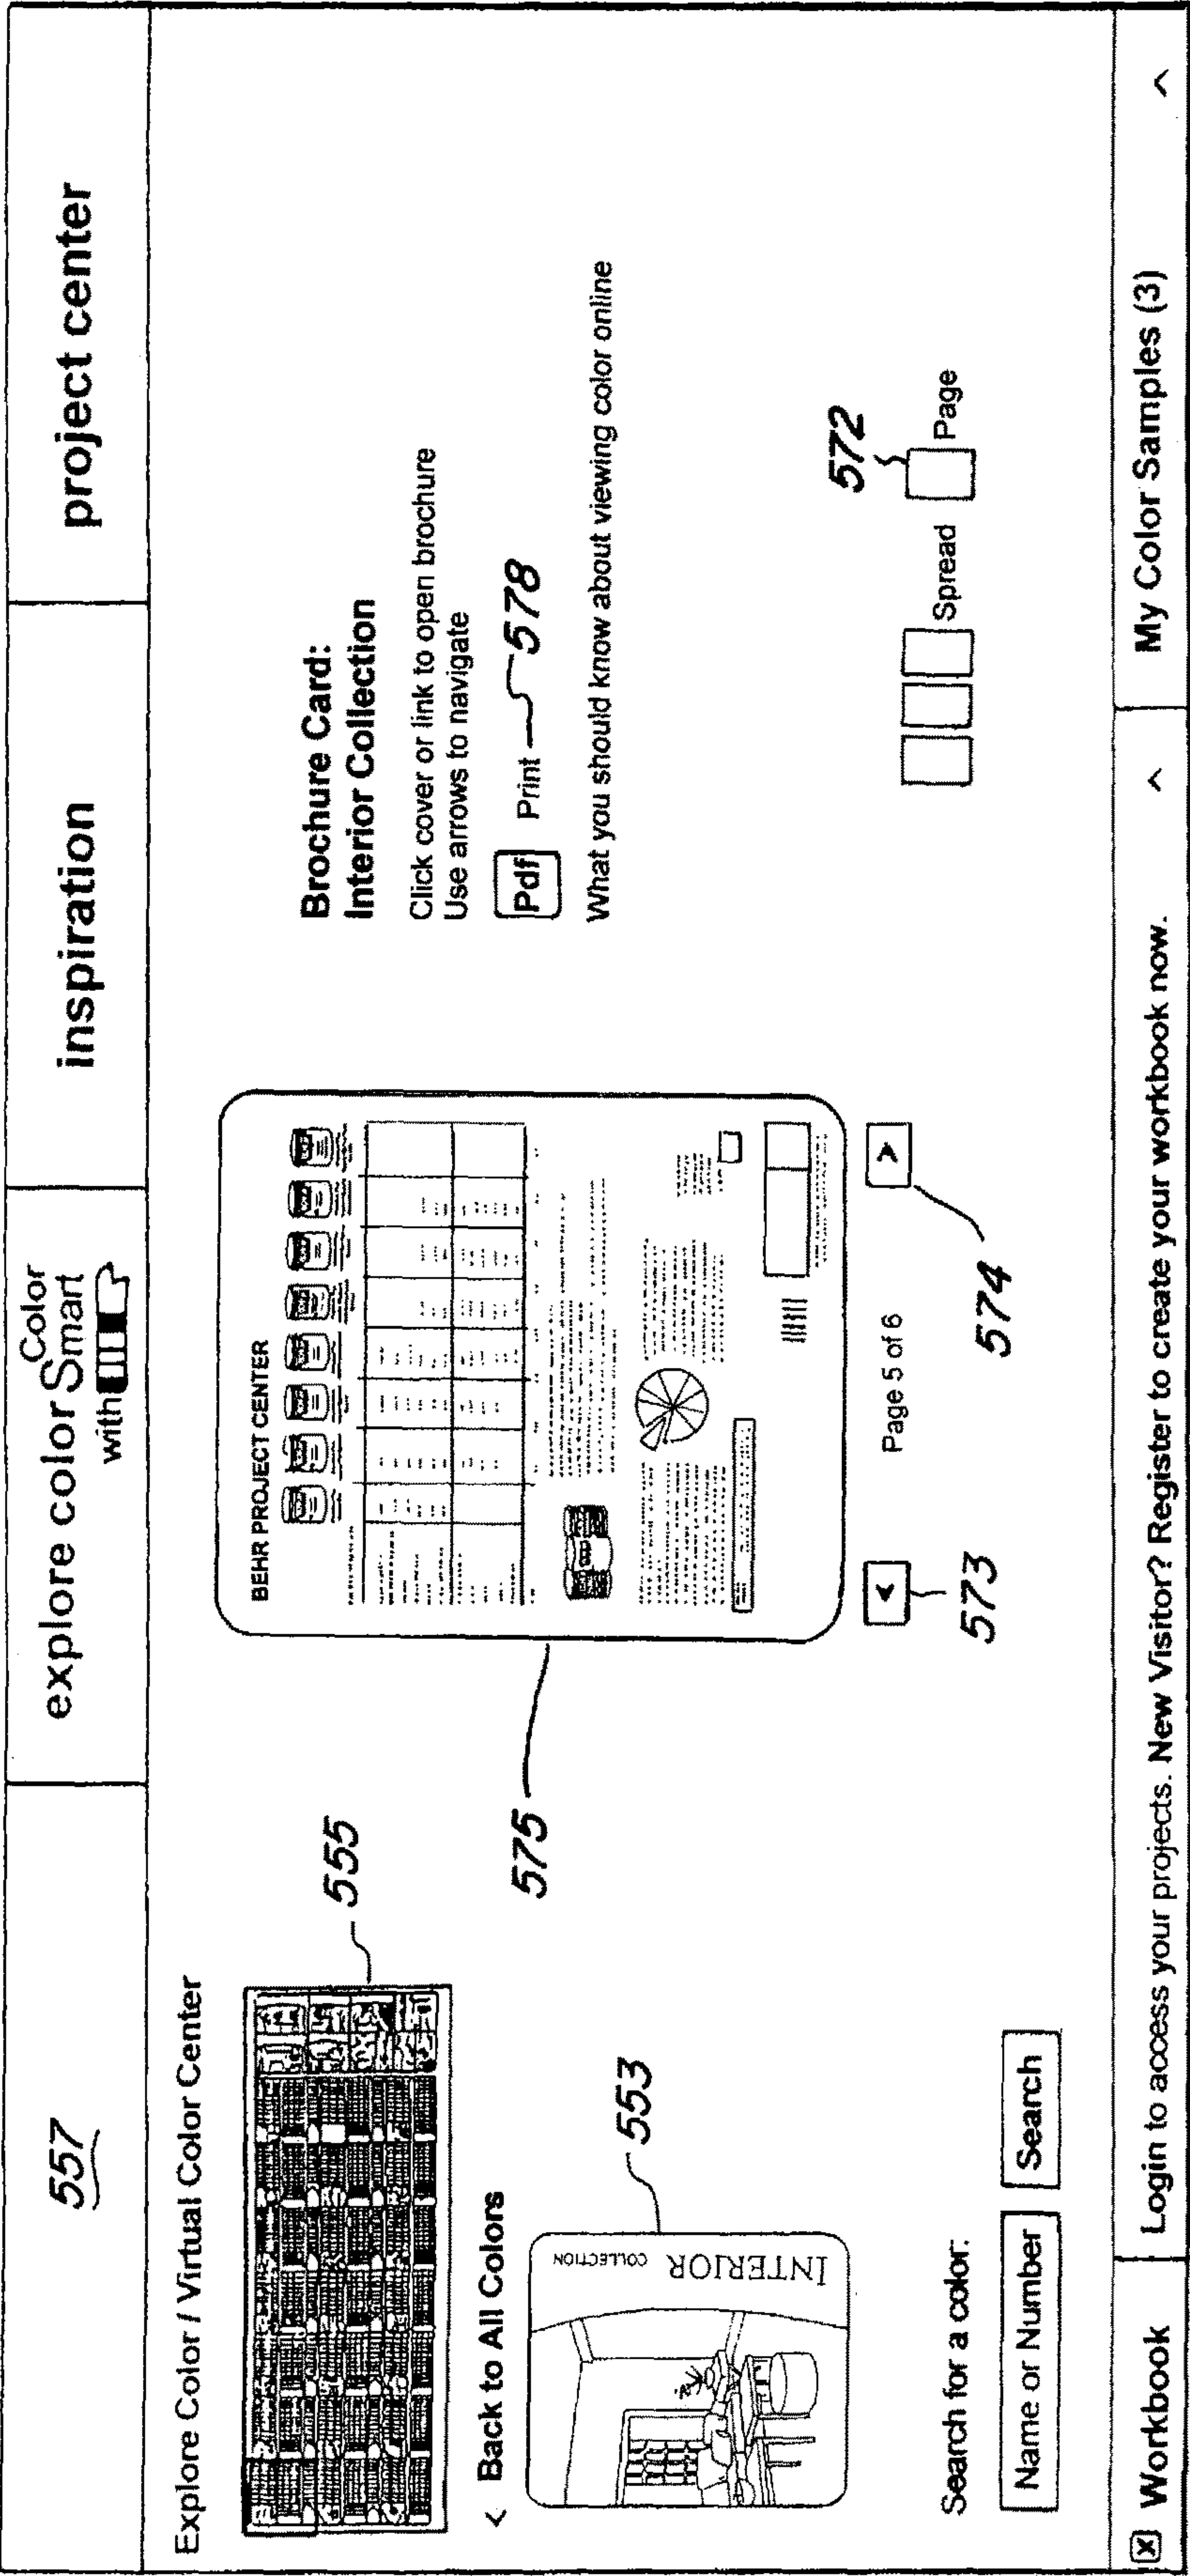 557
explore color
with Color Smart
inspiration
project center
Explore Color / Virtual Color Center
555
< Back to All Colors
553
INTERIOR
COLLECTION
Search for a color:
Name or Number
Search
575
BEHR PROJECT CENTER
<
Page 5 of 6
>
573
574
Brochure Card:
Interior Collection
Click cover or link to open brochure
Use arrows to navigate
Pdf Print 578
What you should know about viewing color online
572
Spread Page
x Workbook
Login to access your projects. New Visitor? Register to create your workbook now. ^
My Color Samples (3) ^